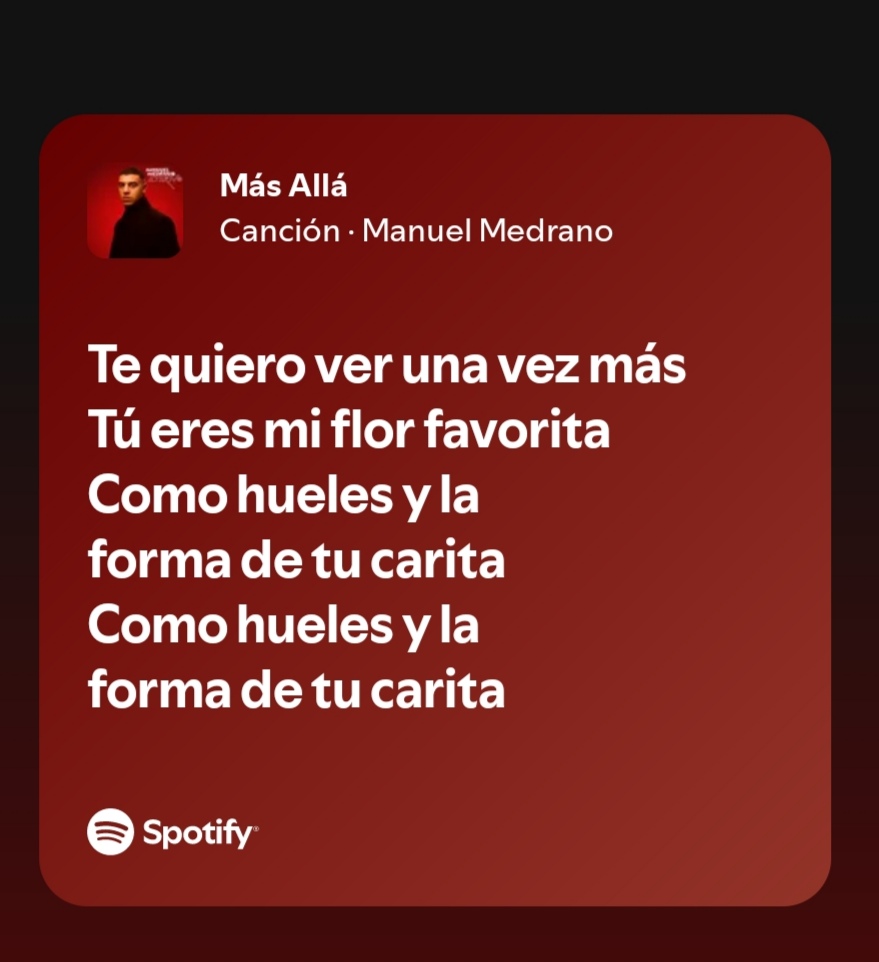 Más Allá
Canción · Manuel Medrano
Te quiero ver una vez más
Tú eres mi flor favorita
Como hueles y la
forma de tu carita
Como hueles y la
forma de tu carita
Spotify®